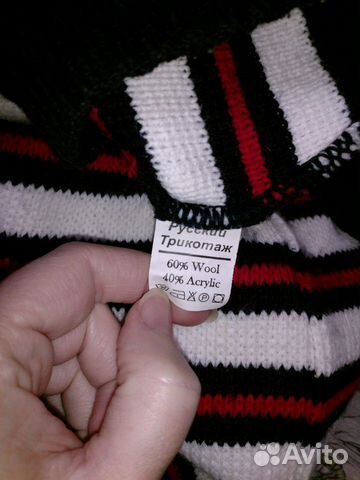 Русский
Трикотаж
60% Wool
40% Acrylic
Avito